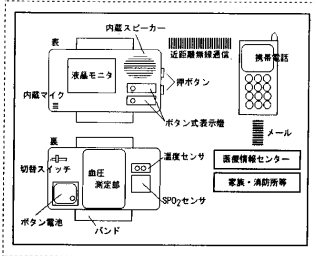 内蔵スピーカー
表
近距離無線通信
携帯電話
液晶モニタ
押ボタン
内蔵マイク
ボタン式表示燈
メール
裏
温度センサ
医療情報センター
切替スイッチ
血圧
測定部
家族・消防所等
SPO2センサ
ボタン電池
バンド